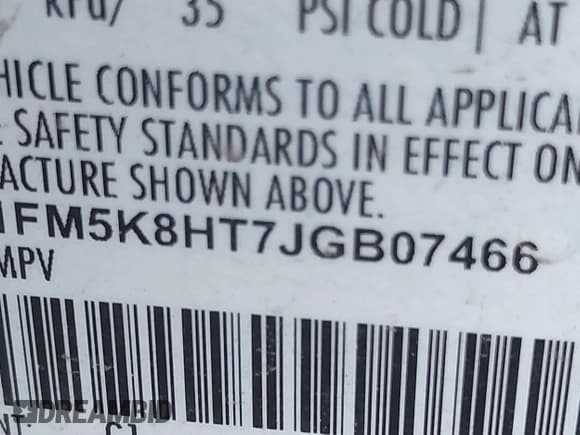 kPa/ 35 PSI COLD | AT
HICLE CONFORMS TO ALL APPLICA
SAFETY STANDARDS IN EFFECT ON
ACTURE SHOWN ABOVE.
1FM5K8HT7JGB07466
MPV
DREAMBID
C1